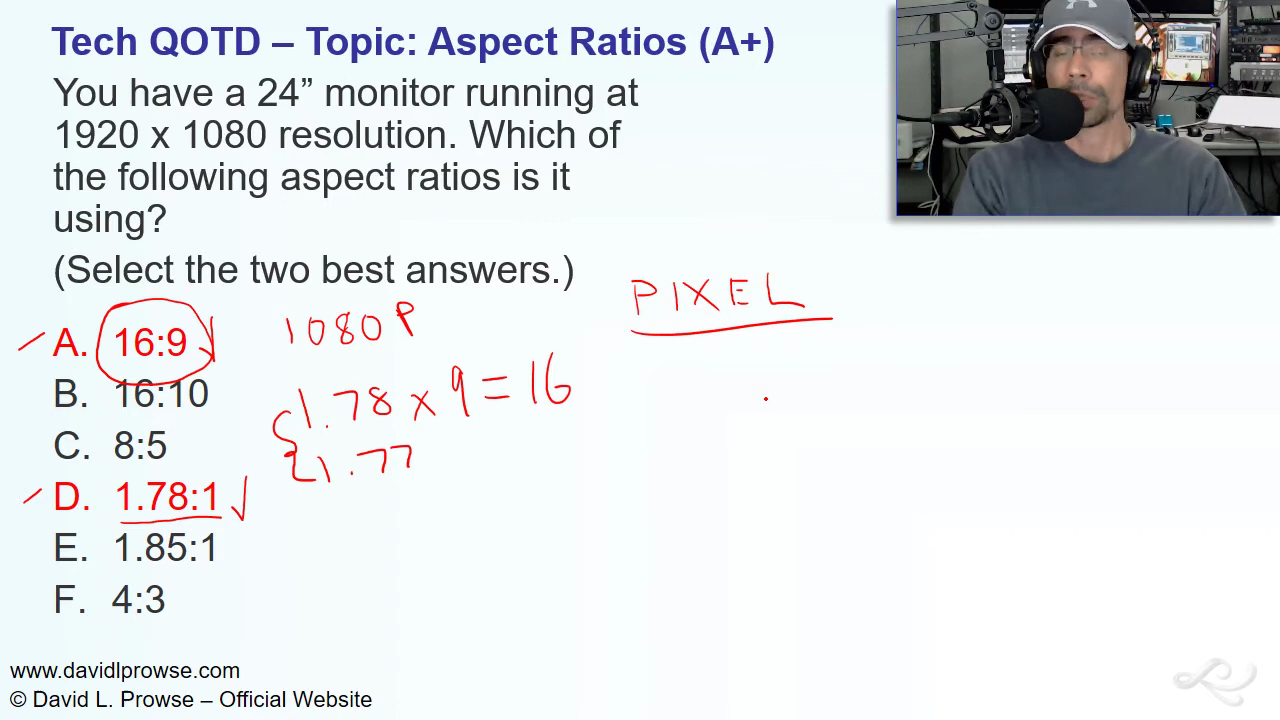 Tech QOTD – Topic: Aspect Ratios (A+)
You have a 24” monitor running at
1920 x 1080 resolution. Which of
the following aspect ratios is it
using?
(Select the two best answers.)
PIXEL
A. 16:9
1080P
B. 16:10
1.78 x 9 = 16
C. 8:5
1.77
D. 1.78:1
E. 1.85:1
F. 4:3
www.davidlprowse.com
© David L. Prowse – Official Website